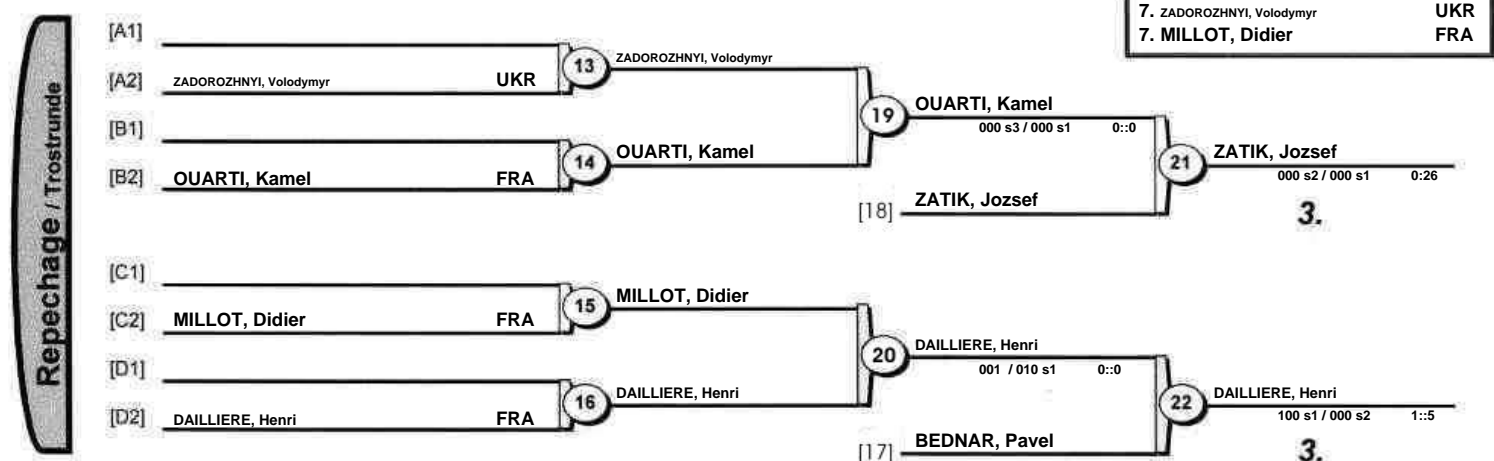 7. ZADOROZHNYI, Volodymyr UKR
7. MILLOT, Didier FRA
Repechage / Trostrunde
[A1]
[A2] ZADOROZHNYI, Volodymyr UKR
13 ZADOROZHNYI, Volodymyr
[B1]
[B2] OUARTI, Kamel FRA
14 OUARTI, Kamel
19 OUARTI, Kamel
000 s3 / 000 s1 0::0
[18] ZATIK, Jozsef
21 ZATIK, Jozsef
000 s2 / 000 s1 0:26
3.
[C1]
[C2] MILLOT, Didier FRA
15 MILLOT, Didier
[D1]
[D2] DAILLIERE, Henri FRA
16 DAILLIERE, Henri
20 DAILLIERE, Henri
001 / 010 s1 0::0
[17] BEDNAR, Pavel
22 DAILLIERE, Henri
100 s1 / 000 s2 1::5
3.